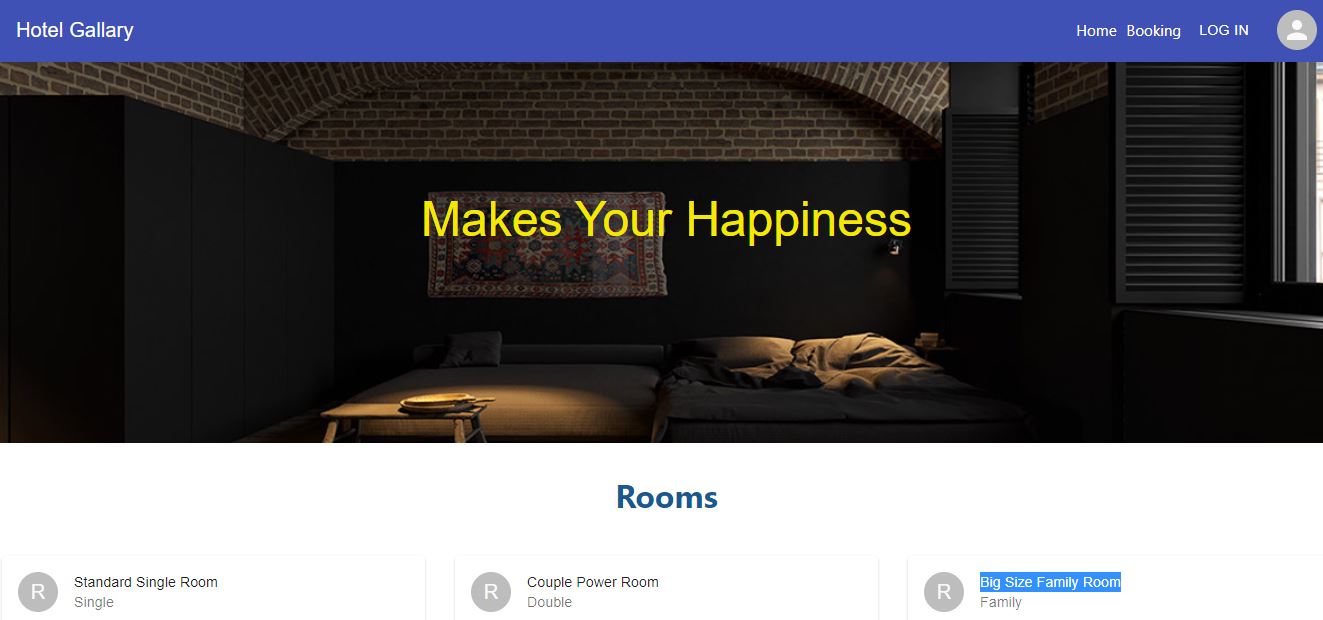 Hotel Gallary
Home Booking LOG IN
Makes Your Happiness
Rooms
R
Standard Single Room
Single
R
Couple Power Room
Double
R
Big Size Family Room
Family